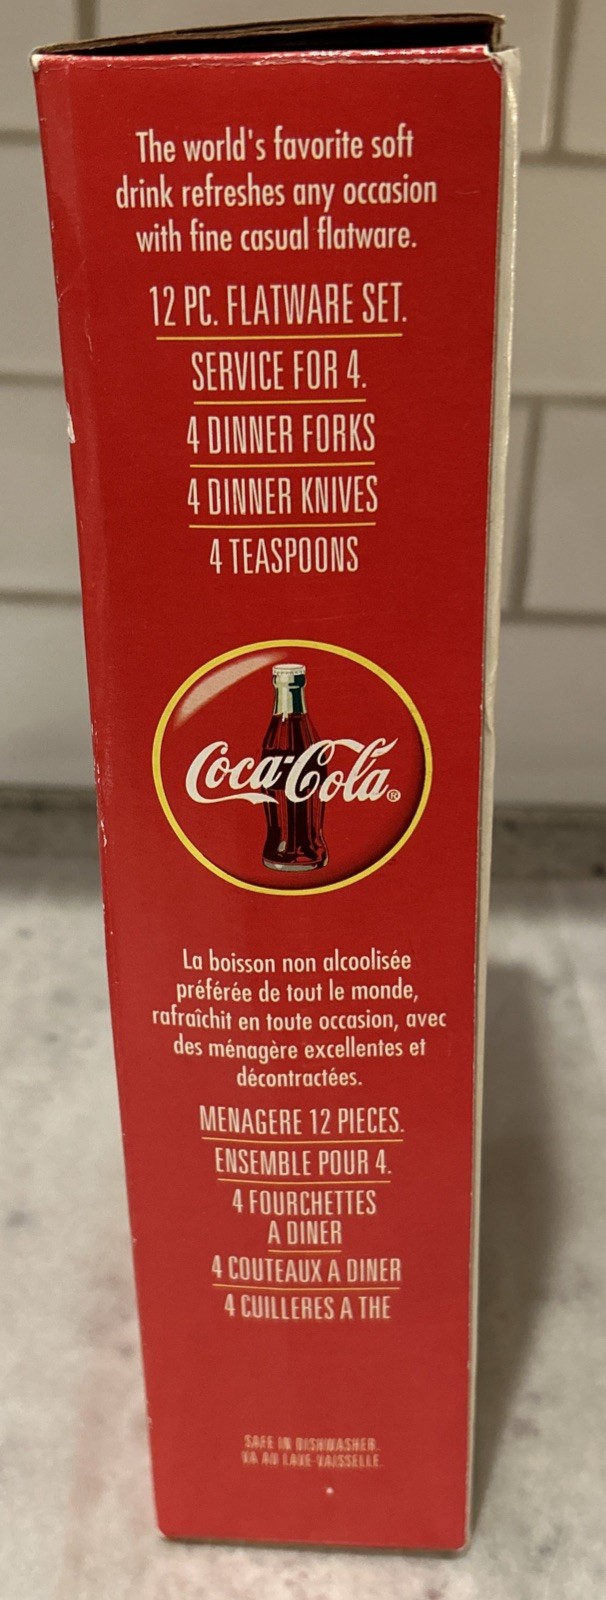 The world's favorite soft
drink refreshes any occasion
with fine casual flatware.
12 PC. FLATWARE SET.
SERVICE FOR 4.
4 DINNER FORKS
4 DINNER KNIVES
4 TEASPOONS
Coca-Cola®
La boisson non alcoolisée
préférée de tout le monde,
rafraîchit en toute occasion, avec
des ménagère excellentes et
décontractées.
MENAGERE 12 PIECES.
ENSEMBLE POUR 4.
4 FOURCHETTES
A DINER
4 COUTEAUX A DINER
4 CUILLERES A THE
SAFE IN DISHWASHER.
VA AU LAVE-VAISSELLE.